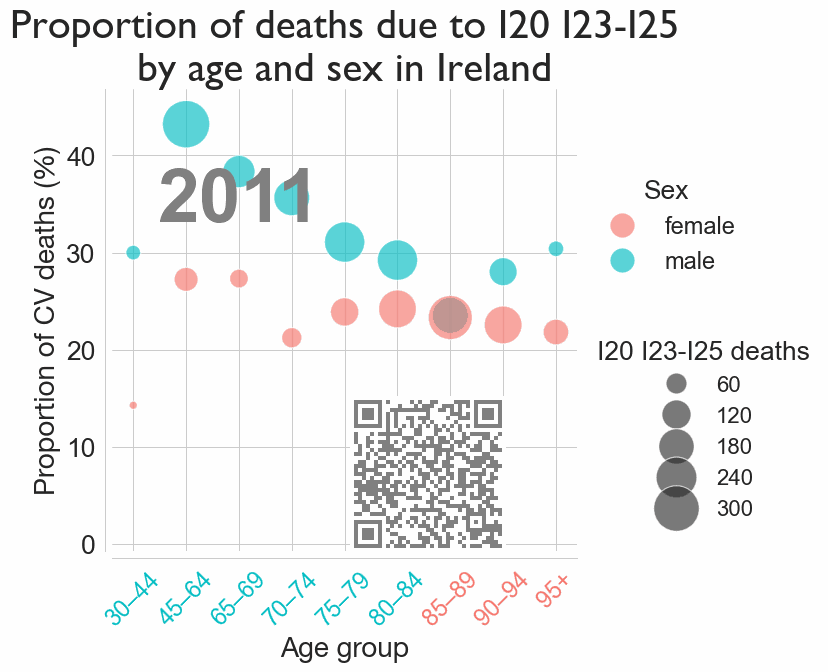 Proportion of deaths due to I20 I23-I25
by age and sex in Ireland
Proportion of CV deaths (%)
40
30
20
10
0
2011
30–44
45–64
65–69
70–74
75–79
80–84
85–89
90–94
95+
Age group
Sex
female
male
I20 I23-I25 deaths
60
120
180
240
300